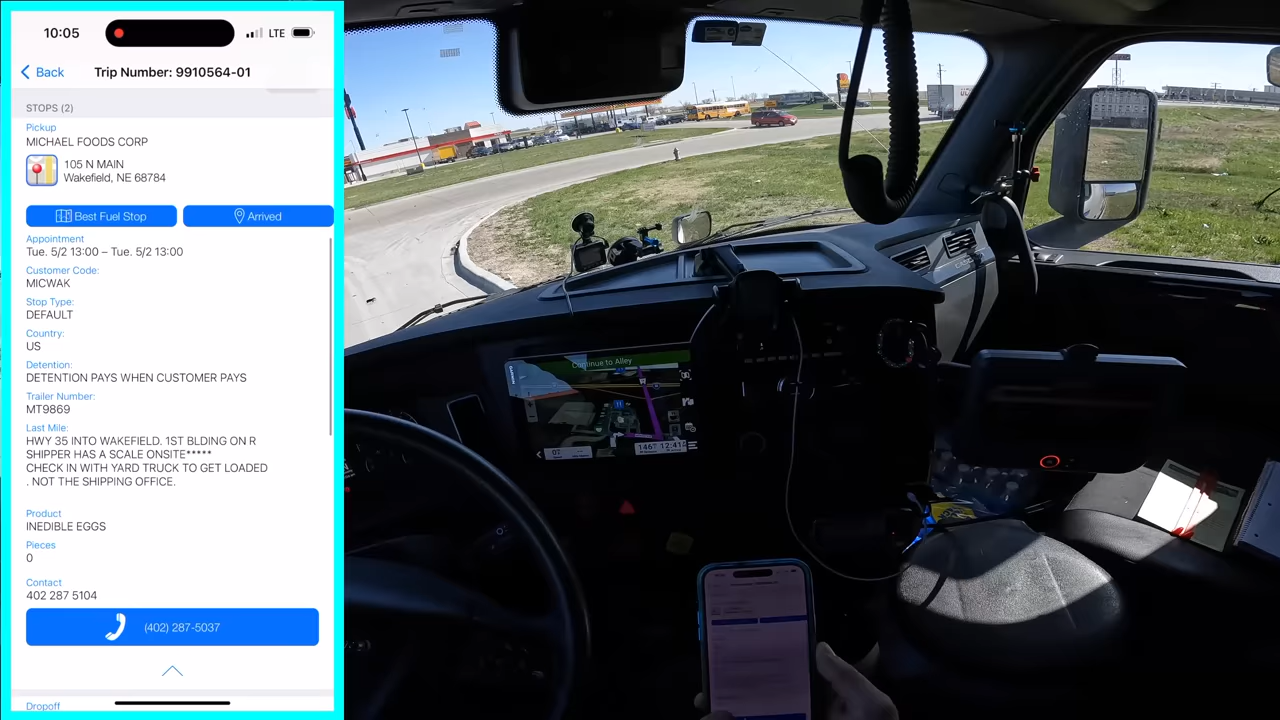 10:05
LTE
Back
Trip Number: 9910564-01
STOPS (2)
Pickup
MICHAEL FOODS CORP
105 N MAIN
Wakefield, NE 68784
Best Fuel Stop
Arrived
Appointment
Tue. 5/2 13:00 – Tue. 5/2 13:00
Customer Code:
MICWAK
Stop Type:
DEFAULT
Country:
US
Detention:
DETENTION PAYS WHEN CUSTOMER PAYS
Trailer Number:
MT9869
Last Mile:
HWY 35 INTO WAKEFIELD. 1ST BLDING ON R
SHIPPER HAS A SCALE ONSITE*****
CHECK IN WITH YARD TRUCK TO GET LOADED
. NOT THE SHIPPING OFFICE.
Product
INEDIBLE EGGS
Pieces
0
Contact
402 287 5104
(402) 287-5037
Dropoff
Continue to Alley